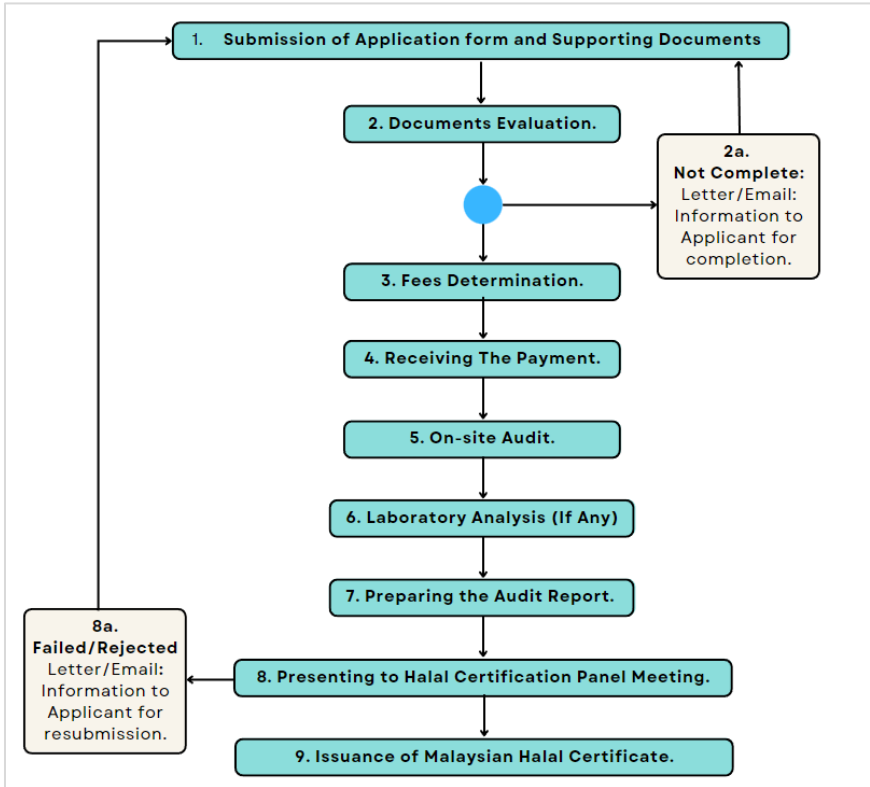 1. Submission of Application form and Supporting Documents
2. Documents Evaluation.
2a.
Not Complete:
Letter/Email:
Information to
Applicant for
completion.
3. Fees Determination.
4. Receiving The Payment.
5. On-site Audit.
6. Laboratory Analysis (If Any)
7. Preparing the Audit Report.
8a.
Failed/Rejected
Letter/Email:
Information to
Applicant for
resubmission.
8. Presenting to Halal Certification Panel Meeting.
9. Issuance of Malaysian Halal Certificate.